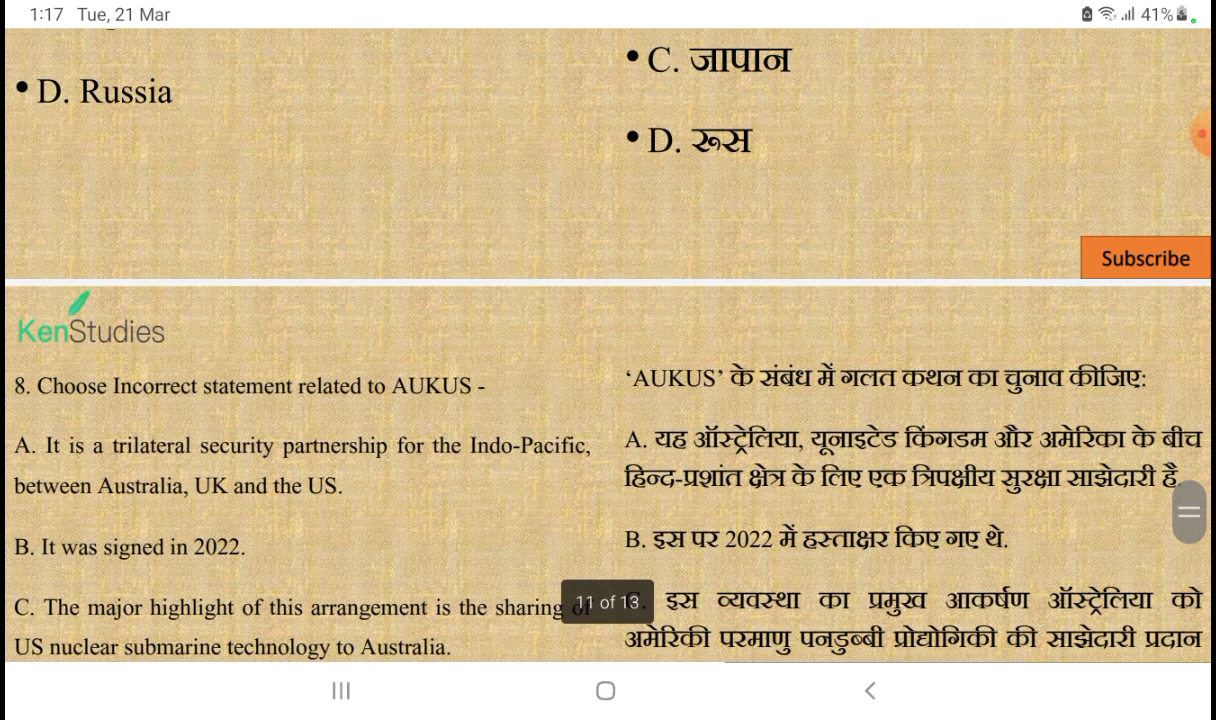 1:17 Tue, 21 Mar
41%
• D. Russia
• C. जापान
• D. रूस
Subscribe
KenStudies
8. Choose Incorrect statement related to AUKUS -
A. It is a trilateral security partnership for the Indo-Pacific,
between Australia, UK and the US.
B. It was signed in 2022.
C. The major highlight of this arrangement is the sharing of
US nuclear submarine technology to Australia.
‘AUKUS’ के संबंध में गलत कथन का चुनाव कीजिए:
A. यह ऑस्ट्रेलिया, यूनाइटेड किंगडम और अमेरिका के बीच
हिन्द-प्रशांत क्षेत्र के लिए एक त्रिपक्षीय सुरक्षा साझेदारी है.
B. इस पर 2022 में हस्ताक्षर किए गए थे.
C. इस व्यवस्था का प्रमुख आकर्षण ऑस्ट्रेलिया को
अमेरिकी परमाणु पनडुब्बी प्रोद्योगिकी की साझेदारी प्रदान
11 of 13